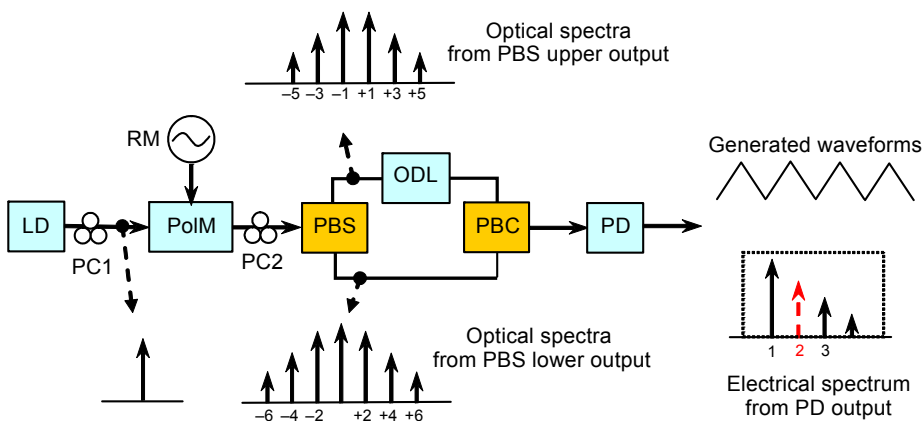 Optical spectra
from PBS upper output
–5 –3 –1 +1 +3 +5
RM
Generated waveforms
ODL
LD
PolM
PBS
PBC
PD
PC1
PC2
Optical spectra
from PBS lower output
–6 –4 –2 +2 +4 +6
1 2 3
Electrical spectrum
from PD output